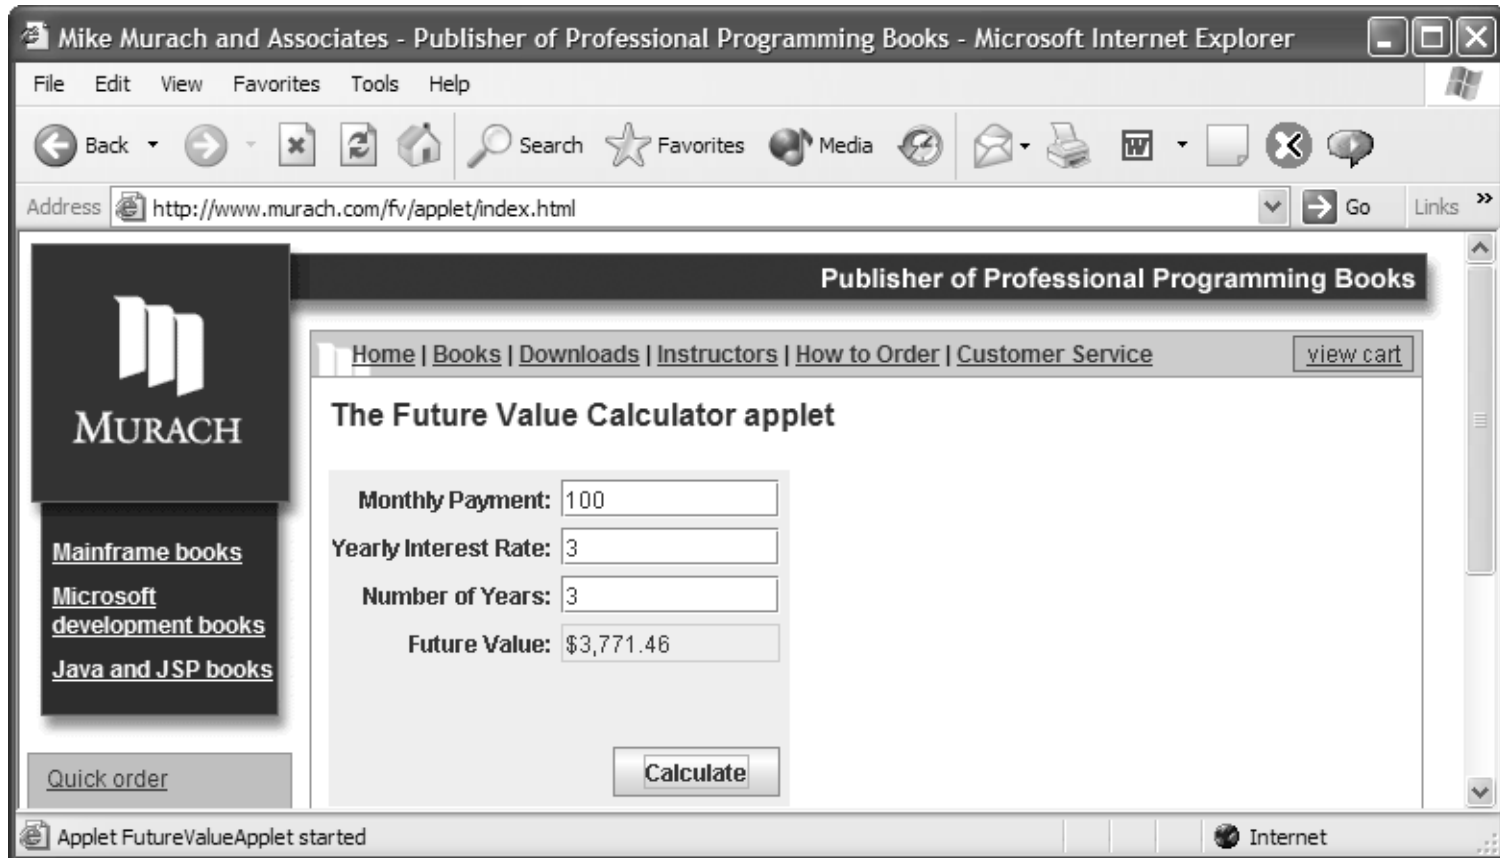 Mike Murach and Associates - Publisher of Professional Programming Books - Microsoft Internet Explorer
File Edit View Favorites Tools Help
Back Search Favorites Media W
Address http://www.murach.com/fv/applet/index.html Go Links »
Publisher of Professional Programming Books
MURACH
Home | Books | Downloads | Instructors | How to Order | Customer Service view cart
The Future Value Calculator applet
Monthly Payment: 100
Yearly Interest Rate: 3
Number of Years: 3
Future Value: $3,771.46
Calculate
Mainframe books
Microsoft
development books
Java and JSP books
Quick order
Applet FutureValueApplet started Internet